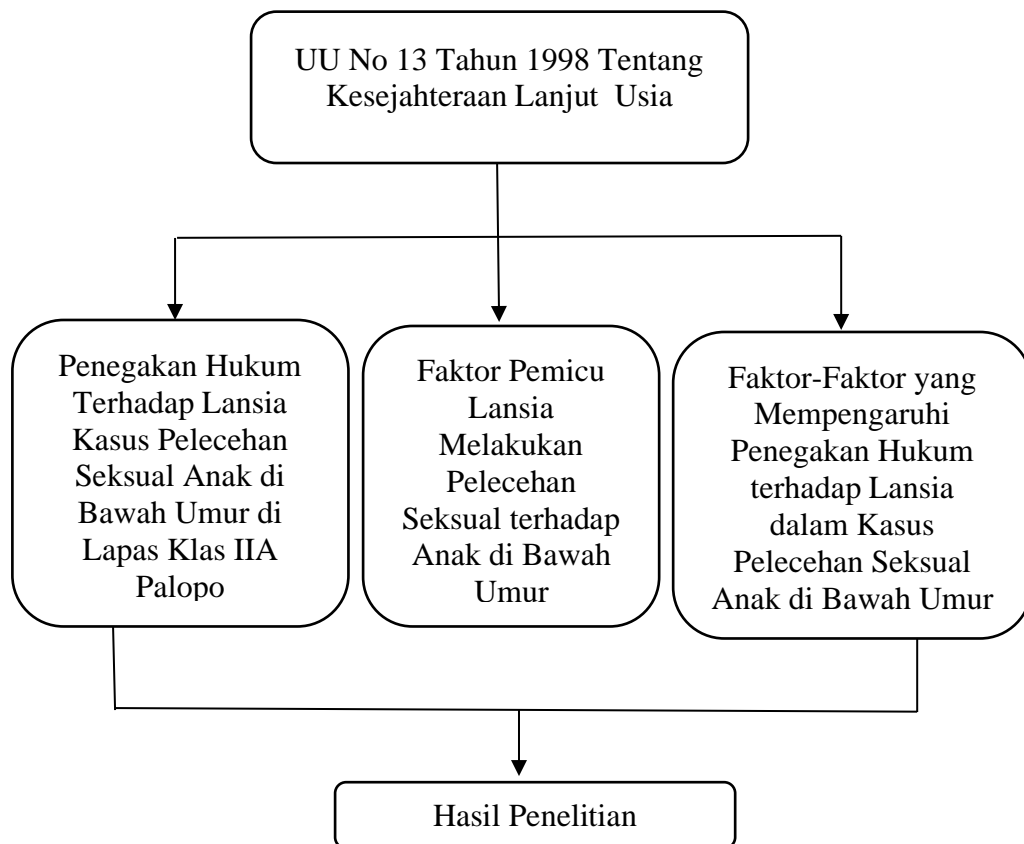 UU No 13 Tahun 1998 Tentang
Kesejahteraan Lanjut Usia
Penegakan Hukum
Terhadap Lansia
Kasus Pelecehan
Seksual Anak di
Bawah Umur di
Lapas Klas IIA
Palopo
Faktor Pemicu
Lansia
Melakukan
Pelecehan
Seksual terhadap
Anak di Bawah
Umur
Faktor-Faktor yang
Mempengaruhi
Penegakan Hukum
terhadap Lansia
dalam Kasus
Pelecehan Seksual
Anak di Bawah Umur
Hasil Penelitian